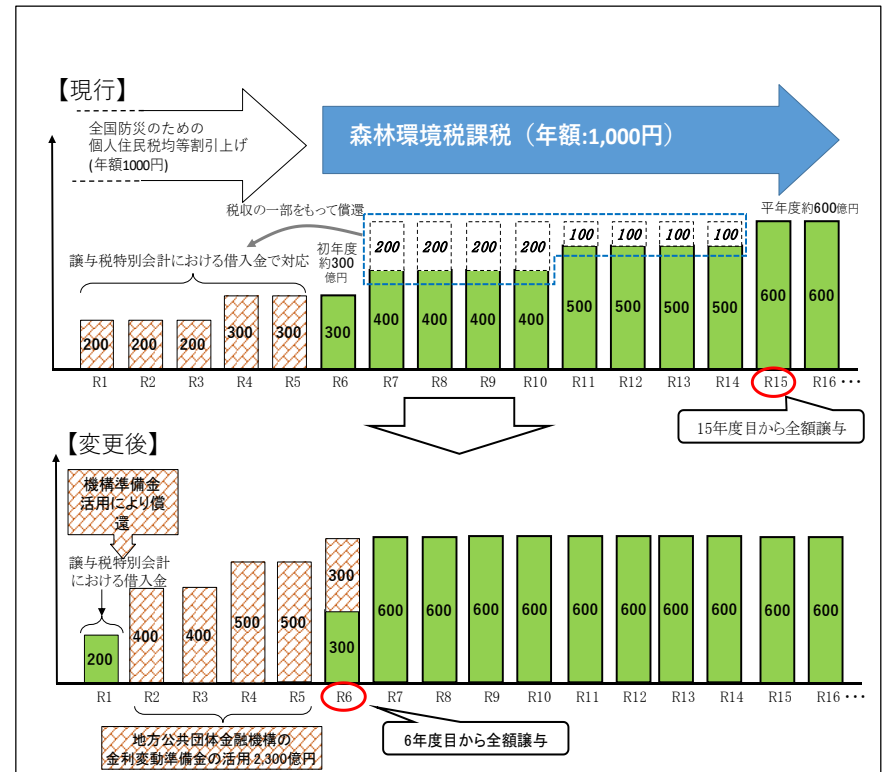 【現行】
全国防災のための
個人住民税均等割引上げ
(年額1000円)
森林環境税課税（年額:1,000円）
税収の一部をもって償還
平年度約600億円
譲与税特別会計における借入金で対応
初年度
約300
億円
200 200 200 200 100 100 100 100
200 200 200 300 300 300 400 400 400 400 500 500 500 500 600 600
R1 R2 R3 R4 R5 R6 R7 R8 R9 R10 R11 R12 R13 R14 R15 R16 ･･･
15年度目から全額譲与
【変更後】
機構準備金
活用により償
還
譲与税特別会計
における借入金
300
200 400 400 500 500 300 600 600 600 600 600 600 600 600 600 600
R1 R2 R3 R4 R5 R6 R7 R8 R9 R10 R11 R12 R13 R14 R15 R16 ･･･
地方公共団体金融機構の
金利変動準備金の活用 2,300億円
6年度目から全額譲与